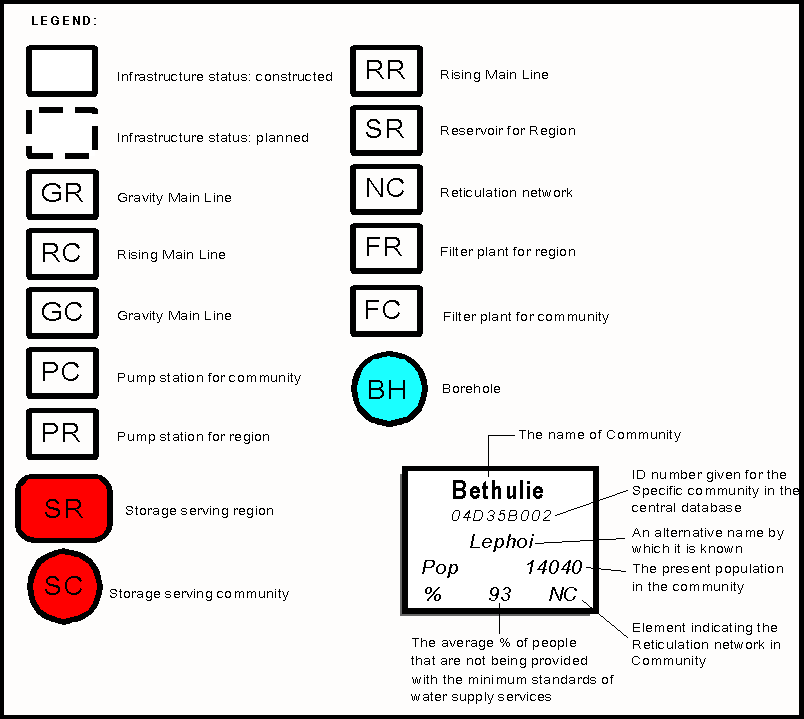 LEGEND:
Infrastructure status: constructed
Infrastructure status: planned
GR Gravity Main Line
RC Rising Main Line
GC Gravity Main Line
PC Pump station for community
PR Pump station for region
SR Storage serving region
SC Storage serving community
RR Rising Main Line
SR Reservoir for Region
NC Reticulation network
FR Filter plant for region
FC Filter plant for community
BH Borehole
The name of Community
Bethulie
04D35B002
Lephoi
Pop 14040
% 93 NC
ID number given for the
Specific community in the
central database
An alternative name by
which it is known
The present population
in the community
Element indicating the
Reticulation network in
Community
The average % of people
that are not being provided
with the minimum standards of
water supply services